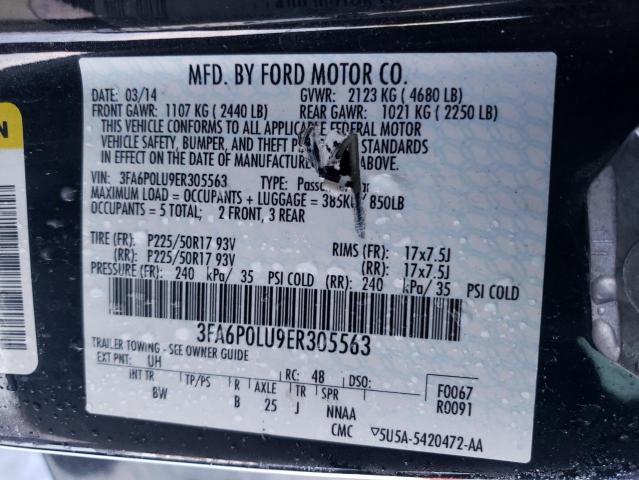 MFD. BY FORD MOTOR CO.
DATE: 03/14 GVWR: 2123 KG ( 4680 LB)
FRONT GAWR: 1107 KG ( 2440 LB) REAR GAWR: 1021 KG ( 2250 LB)
THIS VEHICLE CONFORMS TO ALL APPLICABLE FEDERAL MOTOR
VEHICLE SAFETY, BUMPER, AND THEFT STANDARDS
IN EFFECT ON THE DATE OF MANUFACTURE ABOVE.
VIN: 3FA6P0LU9ER305563 TYPE:
MAXIMUM LOAD = OCCUPANTS + LUGGAGE = 385KG / 850LB
OCCUPANTS = 5 TOTAL; 2 FRONT, 3 REAR
TIRE (FR): P225/50R17 93V RIMS (FR): 17x7.5J
(RR): P225/50R17 93V (RR): 17x7.5J
PRESSURE (FR): 240 kPa/ 35 PSI COLD (RR): 240 kPa/ 35 PSI COLD
3FA6P0LU9ER305563
TRAILER TOWING - SEE OWNER GUIDE
EXT PNT: UH RC: 48 DSO: F0067
INT TR TP/PS R AXLE TR SPR R0091
BW B 25 J NNAA
CMC ▽5U5A-5420472-AA